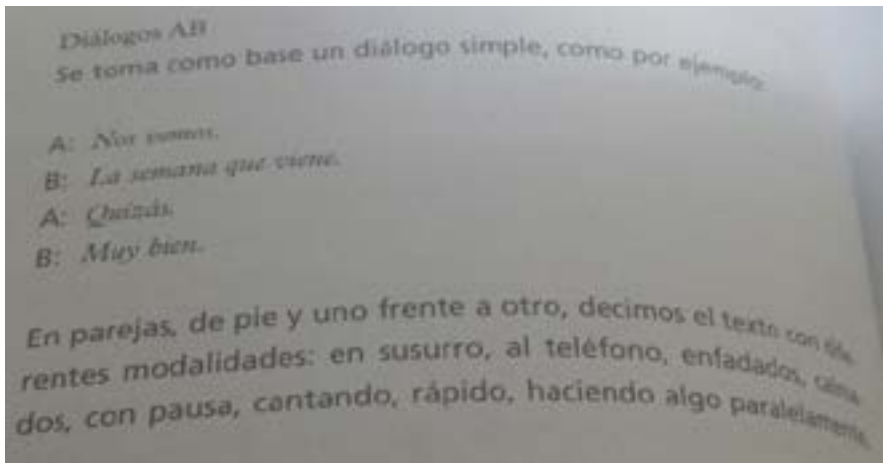 Diálogos AB
Se toma como base un diálogo simple, como por ejemplo:
A: Nos vemos.
B: La semana que viene.
A: Quizás.
B: Muy bien.
En parejas, de pie y uno frente a otro, decimos el texto con dife-
rentes modalidades: en susurro, al teléfono, enfadados, calma-
dos, con pausa, cantando, rápido, haciendo algo paralelamente,